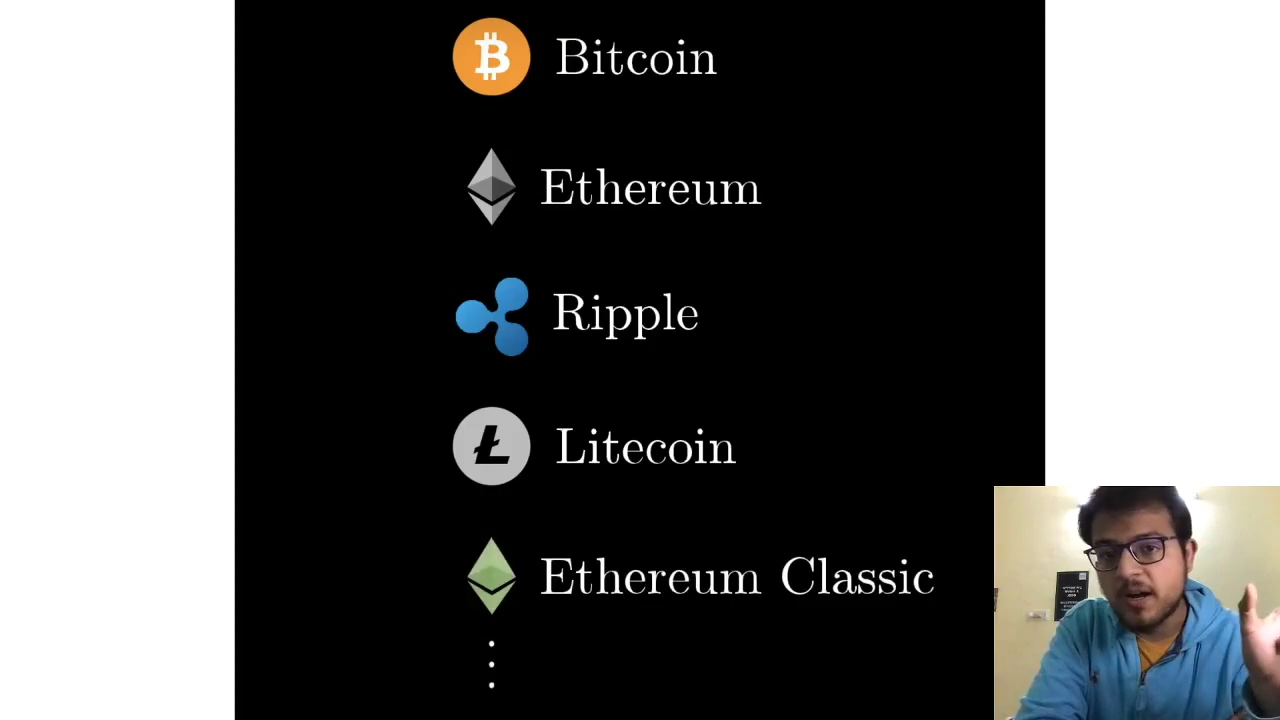 Bitcoin
Ethereum
Ripple
Litecoin
Ethereum Classic